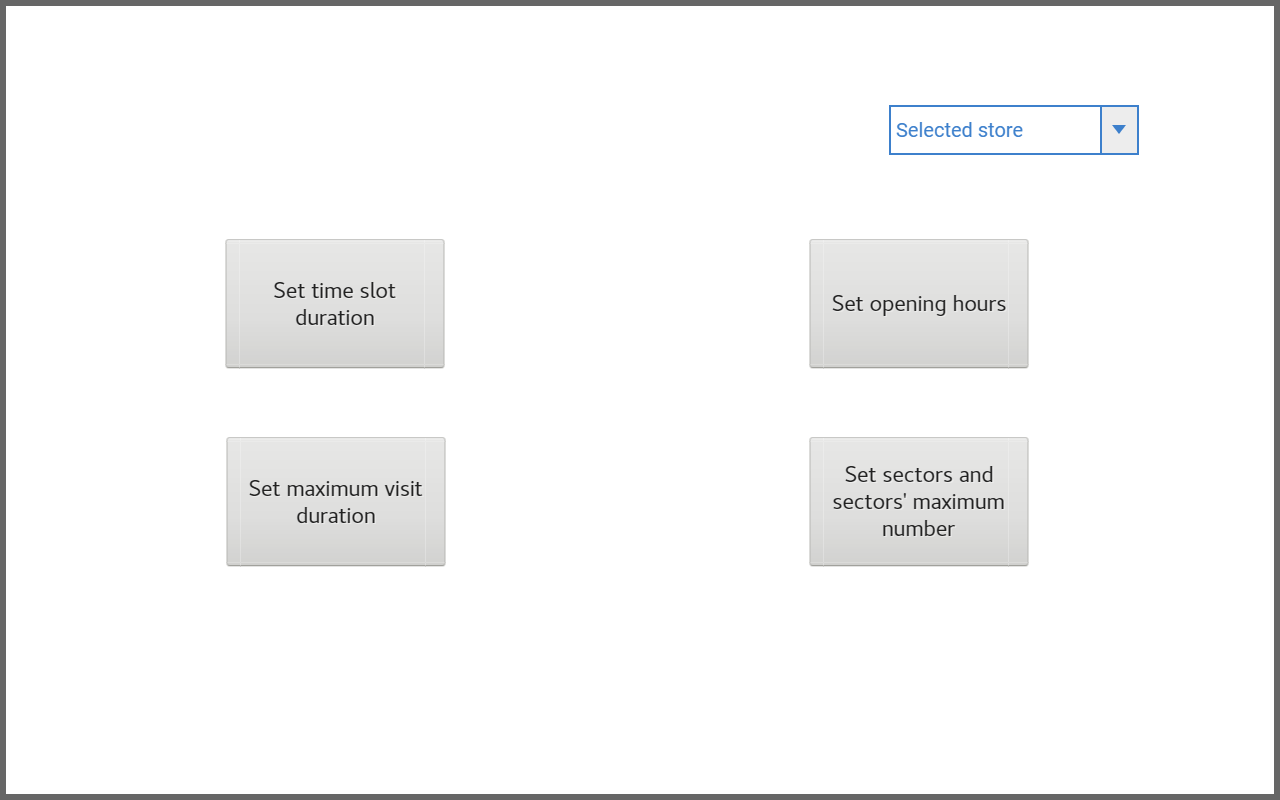 Selected store
Set time slot
duration
Set opening hours
Set maximum visit
duration
Set sectors and
sectors' maximum
number